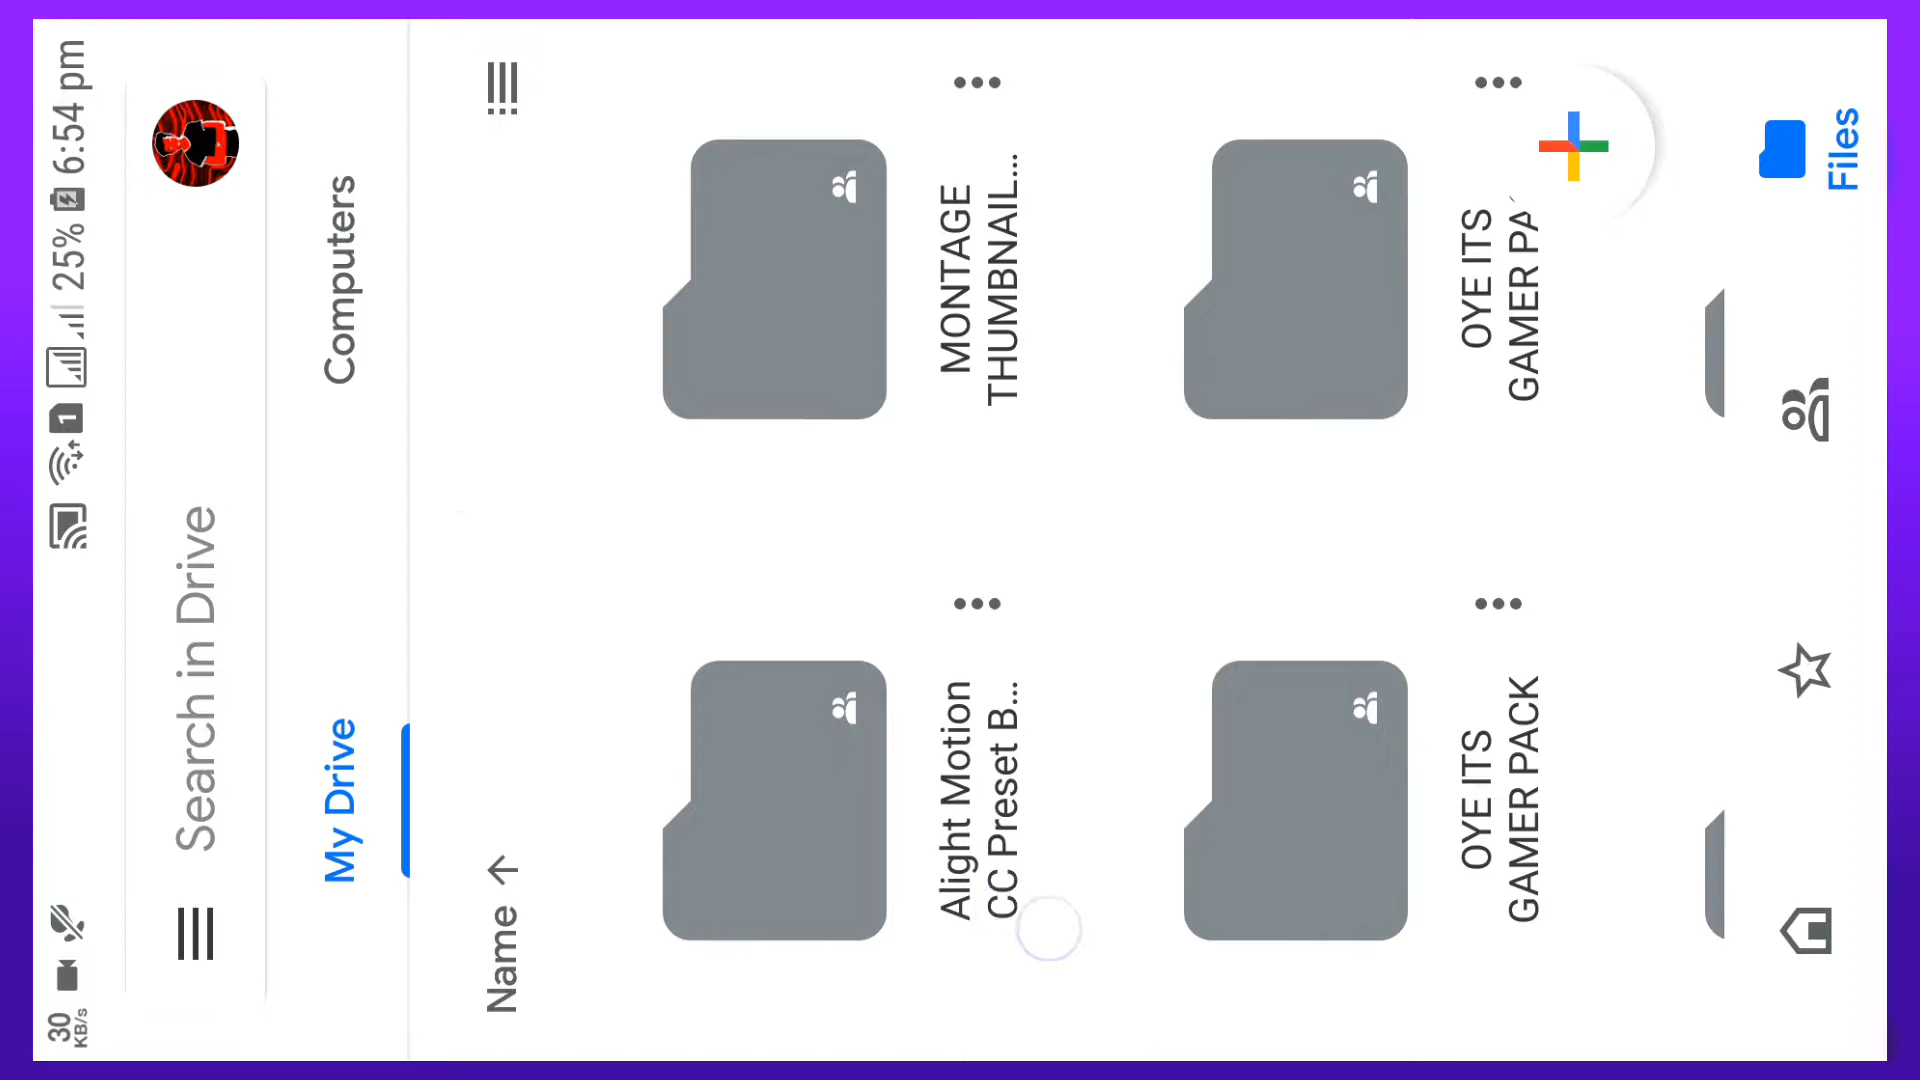 30
KB/s
1
25%
6:54 pm
Search in Drive
My Drive
Computers
Name
Alight Motion
CC Preset B...
MONTAGE
THUMBNAIL...
OYE ITS
GAMER PACK
OYE ITS
GAMER PA
Files